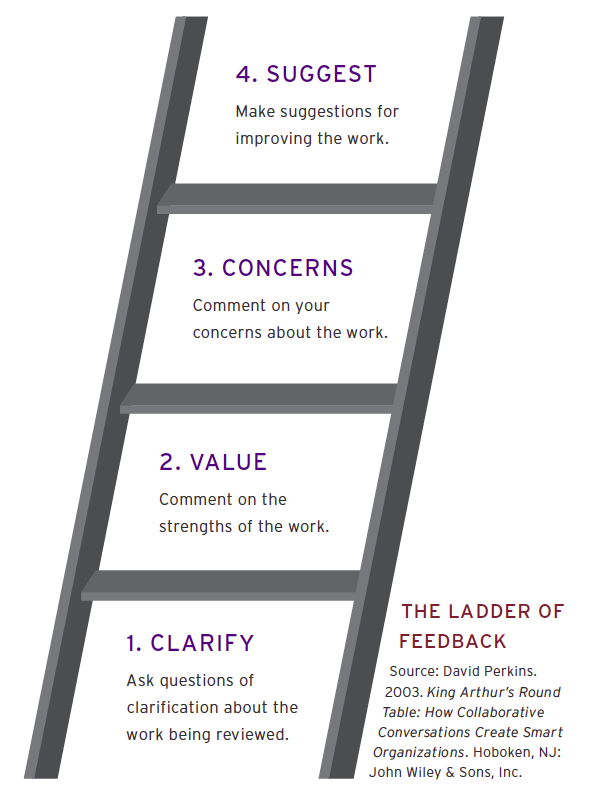 4. SUGGEST
Make suggestions for
improving the work.
3. CONCERNS
Comment on your
concerns about the work.
2. VALUE
Comment on the
strengths of the work.
1. CLARIFY
Ask questions of
clarification about the
work being reviewed.
THE LADDER OF
FEEDBACK
Source: David Perkins.
2003. King Arthur's Round
Table: How Collaborative
Conversations Create Smart
Organizations. Hoboken, NJ:
John Wiley & Sons, Inc.